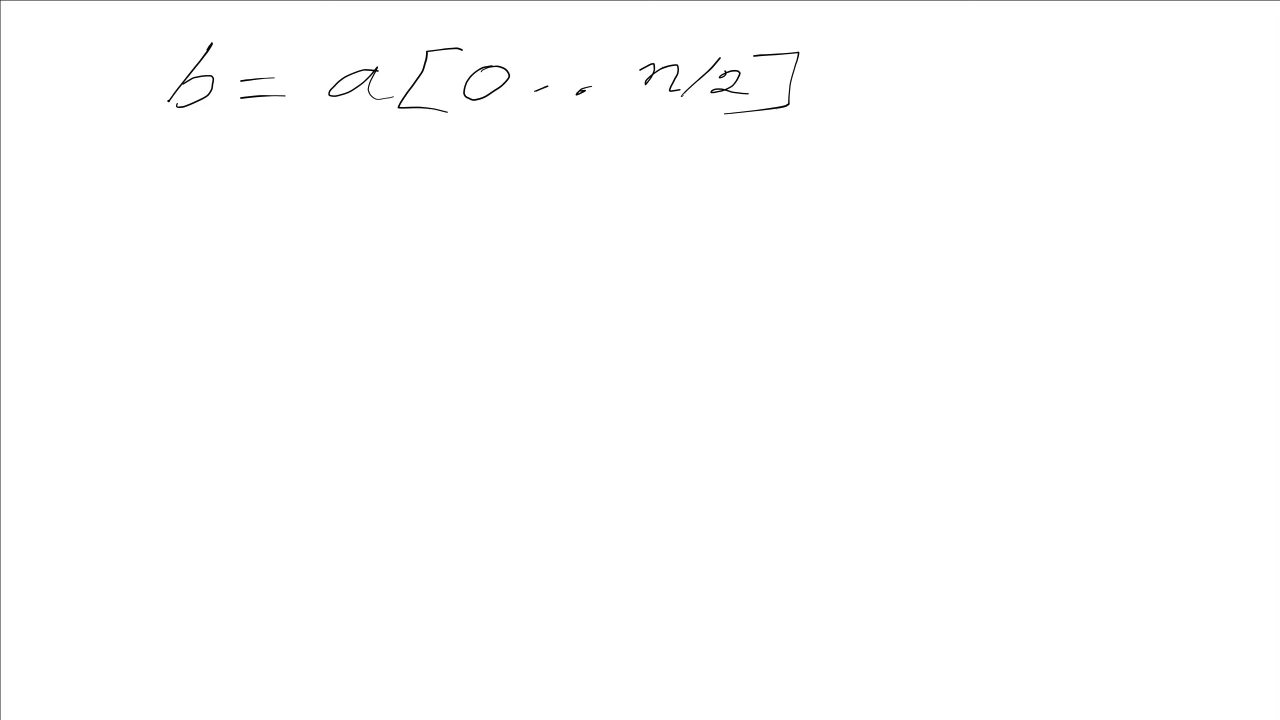 b = a[0.. n/2]